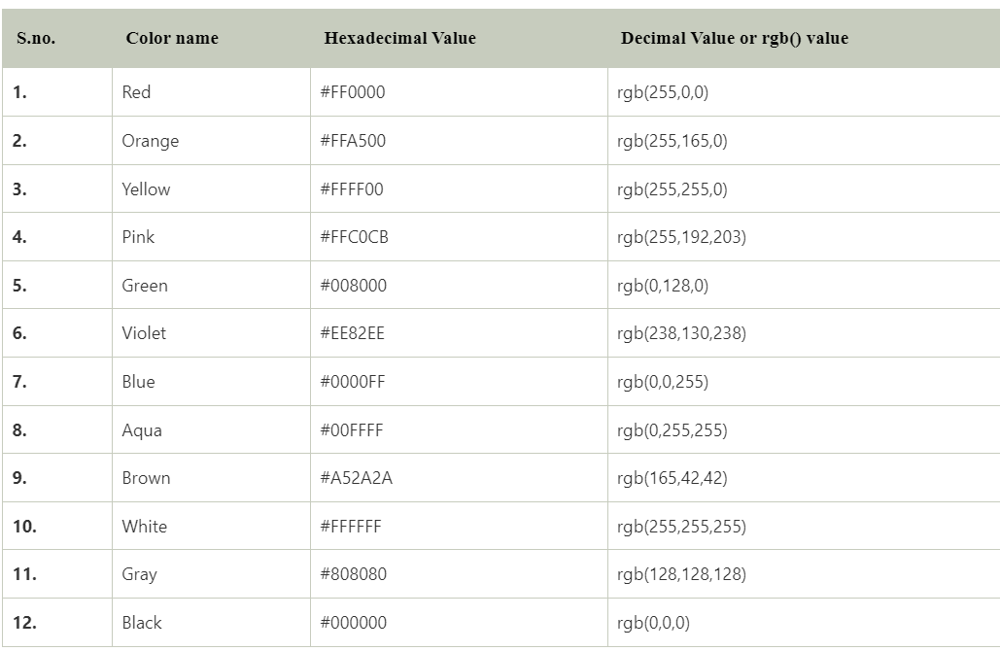 S.no. Color name Hexadecimal Value Decimal Value or rgb() value
1. Red #FF0000 rgb(255,0,0)
2. Orange #FFA500 rgb(255,165,0)
3. Yellow #FFFF00 rgb(255,255,0)
4. Pink #FFC0CB rgb(255,192,203)
5. Green #008000 rgb(0,128,0)
6. Violet #EE82EE rgb(238,130,238)
7. Blue #0000FF rgb(0,0,255)
8. Aqua #00FFFF rgb(0,255,255)
9. Brown #A52A2A rgb(165,42,42)
10. White #FFFFFF rgb(255,255,255)
11. Gray #808080 rgb(128,128,128)
12. Black #000000 rgb(0,0,0)